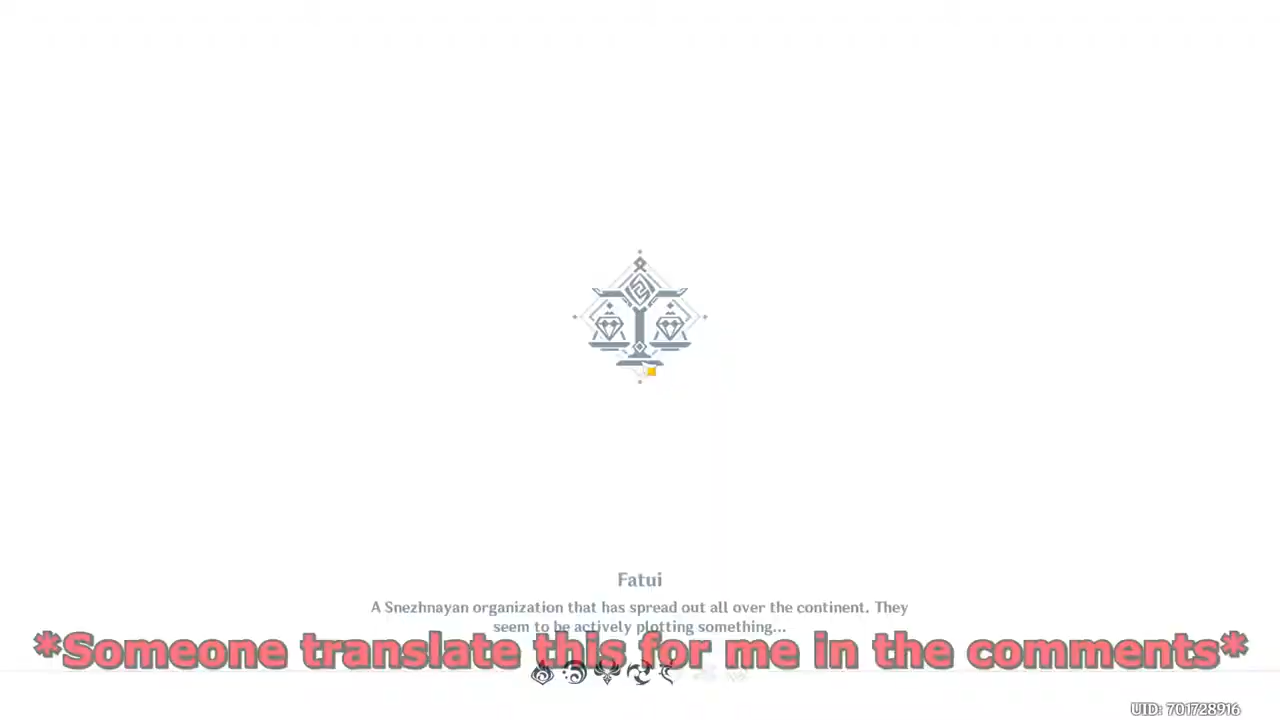 Fatui
A Snezhnayan organization that has spread out all over the continent. They
seem to be actively plotting something...
*Someone translate this for me in the comments*
UID: 701728916